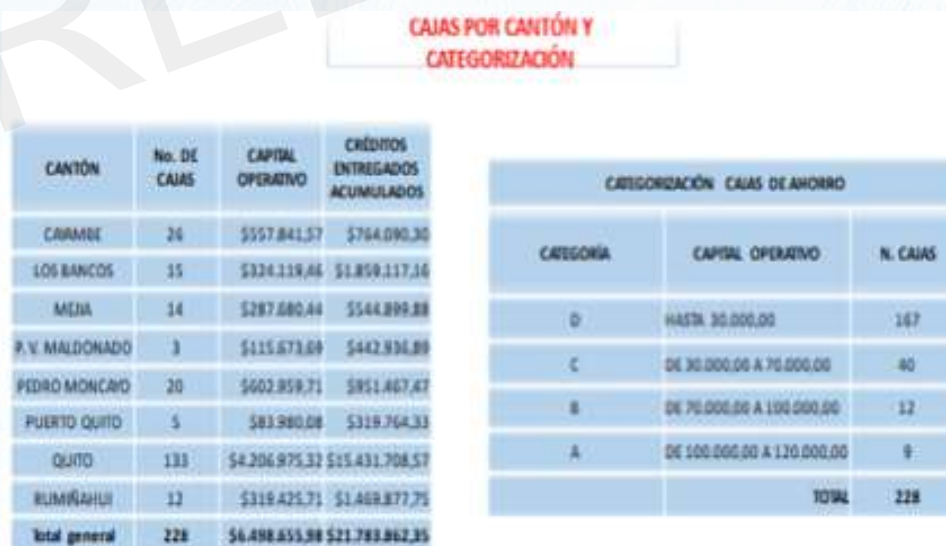 CAJAS POR CANTÓN Y
CATEGORIZACIÓN
CANTÓN No. DE CAJAS CAPITAL OPERATIVO CRÉDITOS ENTREGADOS ACUMULADOS
CAYAMBE 26 $557.841,57 $764.090,30
LOS BANCOS 15 $324.119,46 $1.859.117,16
MEJIA 14 $287.680,44 $544.899,88
P. V. MALDONADO 3 $115.673,69 $442.936,89
PEDRO MONCAYO 20 $602.959,71 $951.467,47
PUERTO QUITO 5 $83.980,08 $319.764,33
QUITO 133 $4.206.975,32 $15.431.708,57
RUMIÑAHUI 12 $319.425,71 $1.469.877,75
Total general 228 $6.498.655,98 $21.783.862,35
CATEGORIZACIÓN CAJAS DE AHORRO
CATEGORÍA CAPITAL OPERATIVO N. CAJAS
D HASTA 30.000,00 167
C DE 30.000,00 A 70.000,00 40
B DE 70.000,00 A 100.000,00 12
A DE 100.000,00 A 120.000,00 9
TOTAL 228